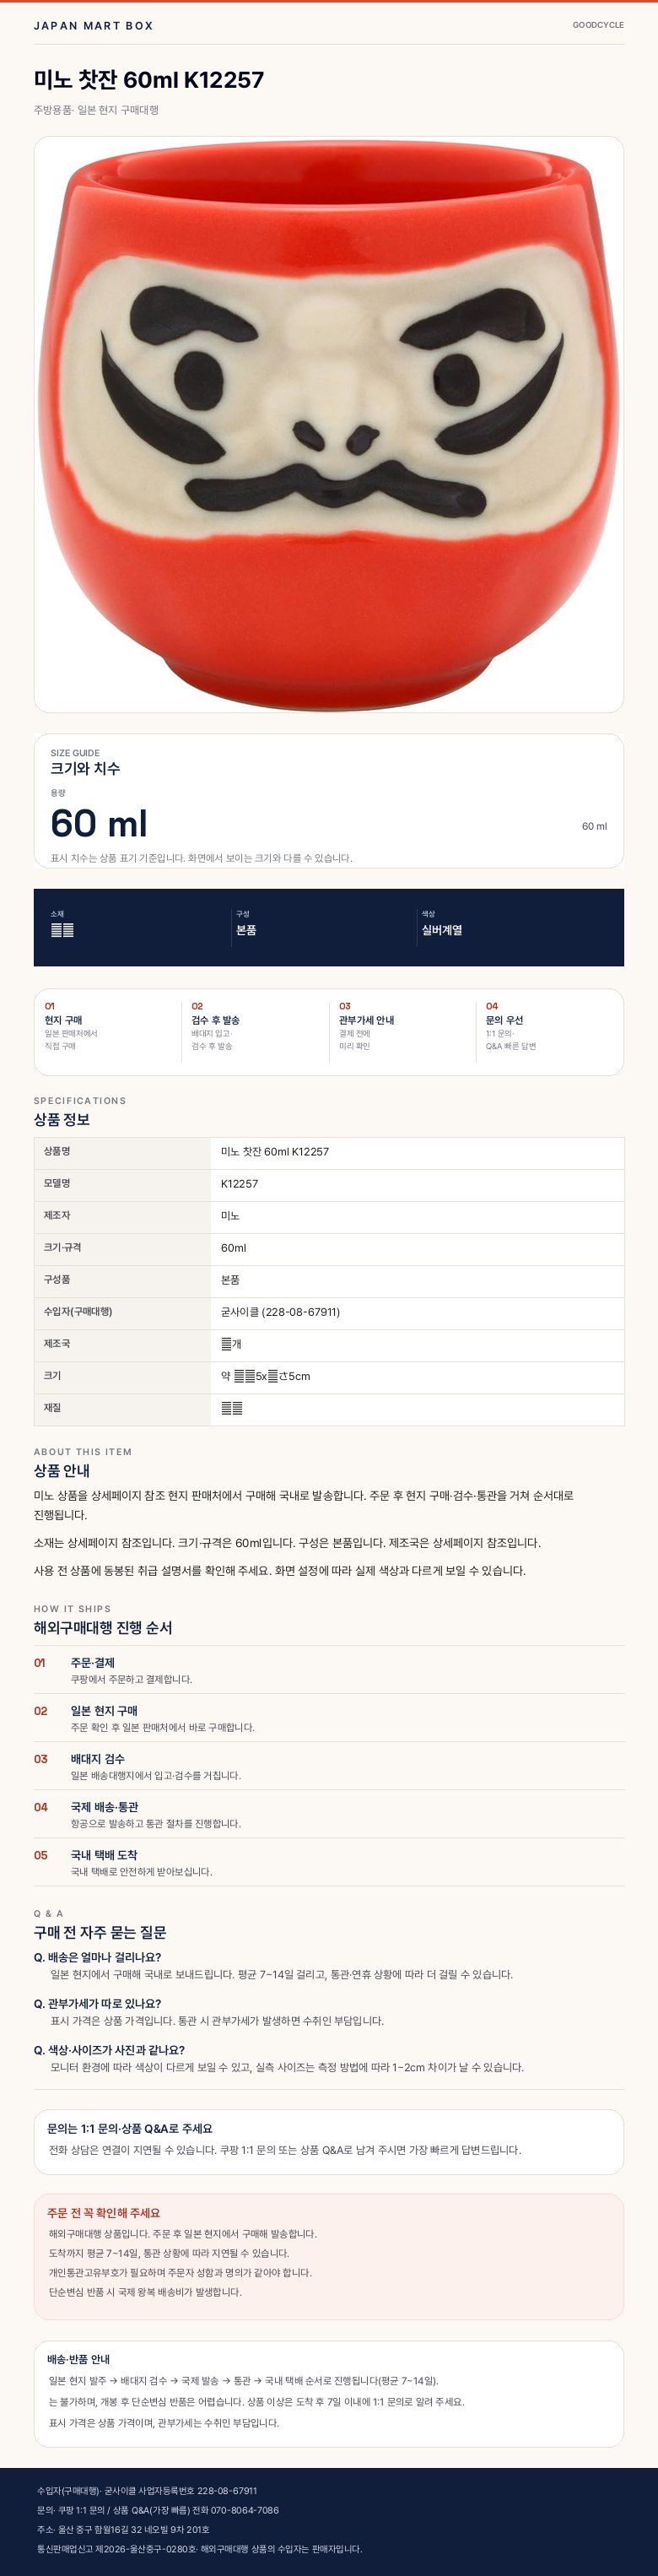 JAPAN MART BOX
GOODCYCLE
미노 찻잔 60ml K12257
주방용품· 일본 현지 구매대행
SIZE GUIDE
크기와 치수
용량
60 ml
60 ml
표시 치수는 상품 표기 기준입니다. 화면에서 보이는 크기와 다를 수 있습니다.
소재
구성
본품
색상
실버계열
01
현지 구매
일본 판매처에서
직접 구매
02
검수 후 발송
배대지 입고·
검수 후 발송
03
관부가세 안내
결제 전에
미리 확인
04
문의 우선
1:1 문의·
Q&A 빠른 답변
SPECIFICATIONS
상품 정보
상품명 미노 찻잔 60ml K12257
모델명 K12257
제조자 미노
크기·규격 60ml
구성품 본품
수입자(구매대행) 굳사이클 (228-08-67911)
제조국 개
크기 약 5x 5cm
재질
ABOUT THIS ITEM
상품 안내
미노 상품을 상세페이지 참조 현지 판매처에서 구매해 국내로 발송합니다. 주문 후 현지 구매·검수·통관을 거쳐 순서대로
진행됩니다.
소재는 상세페이지 참조입니다. 크기·규격은 60ml입니다. 구성은 본품입니다. 제조국은 상세페이지 참조입니다.
사용 전 상품에 동봉된 취급 설명서를 확인해 주세요. 화면 설정에 따라 실제 색상과 다르게 보일 수 있습니다.
HOW IT SHIPS
해외구매대행 진행 순서
01 주문·결제
쿠팡에서 주문하고 결제합니다.
02 일본 현지 구매
주문 확인 후 일본 판매처에서 바로 구매합니다.
03 배대지 검수
일본 배송대행지에서 입고·검수를 거칩니다.
04 국제 배송·통관
항공으로 발송하고 통관 절차를 진행합니다.
05 국내 택배 도착
국내 택배로 안전하게 받아보십니다.
Q & A
구매 전 자주 묻는 질문
Q. 배송은 얼마나 걸리나요?
일본 현지에서 구매해 국내로 보내드립니다. 평균 7~14일 걸리고, 통관·연휴 상황에 따라 더 걸릴 수 있습니다.
Q. 관부가세가 따로 있나요?
표시 가격은 상품 가격입니다. 통관 시 관부가세가 발생하면 수취인 부담입니다.
Q. 색상·사이즈가 사진과 같나요?
모니터 환경에 따라 색상이 다르게 보일 수 있고, 실측 사이즈는 측정 방법에 따라 1~2cm 차이가 날 수 있습니다.
문의는 1:1 문의·상품 Q&A로 주세요
전화 상담은 연결이 지연될 수 있습니다. 쿠팡 1:1 문의 또는 상품 Q&A로 남겨 주시면 가장 빠르게 답변드립니다.
주문 전 꼭 확인해 주세요
해외구매대행 상품입니다. 주문 후 일본 현지에서 구매해 발송합니다.
도착까지 평균 7~14일, 통관 상황에 따라 지연될 수 있습니다.
개인통관고유부호가 필요하며 주문자 성함과 명의가 같아야 합니다.
단순변심 반품 시 국제 왕복 배송비가 발생합니다.
배송·반품 안내
일본 현지 발주 → 배대지 검수 → 국제 발송 → 통관 → 국내 택배 순서로 진행됩니다(평균 7~14일).
는 불가하며, 개봉 후 단순변심 반품은 어렵습니다. 상품 이상은 도착 후 7일 이내에 1:1 문의로 알려 주세요.
표시 가격은 상품 가격이며, 관부가세는 수취인 부담입니다.
수입자(구매대행)· 굳사이클 사업자등록번호 228-08-67911
문의· 쿠팡 1:1 문의 / 상품 Q&A(가장 빠름) 전화 070-8064-7086
주소· 울산 중구 함월16길 32 네오빌 9차 201호
통신판매업신고 제2026-울산중구-0280호· 해외구매대행 상품의 수입자는 판매자입니다.